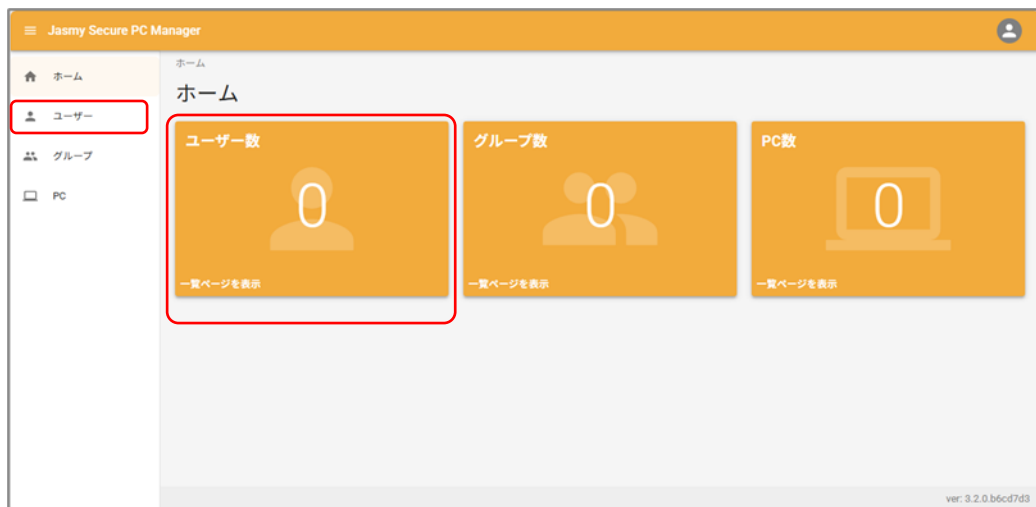 Jasmy Secure PC Manager
ホーム
ユーザー
グループ
PC
ホーム
ホーム
ユーザー数
0
一覧ページを表示
グループ数
0
一覧ページを表示
PC数
0
一覧ページを表示
ver: 3.2.0.b6cd7d3